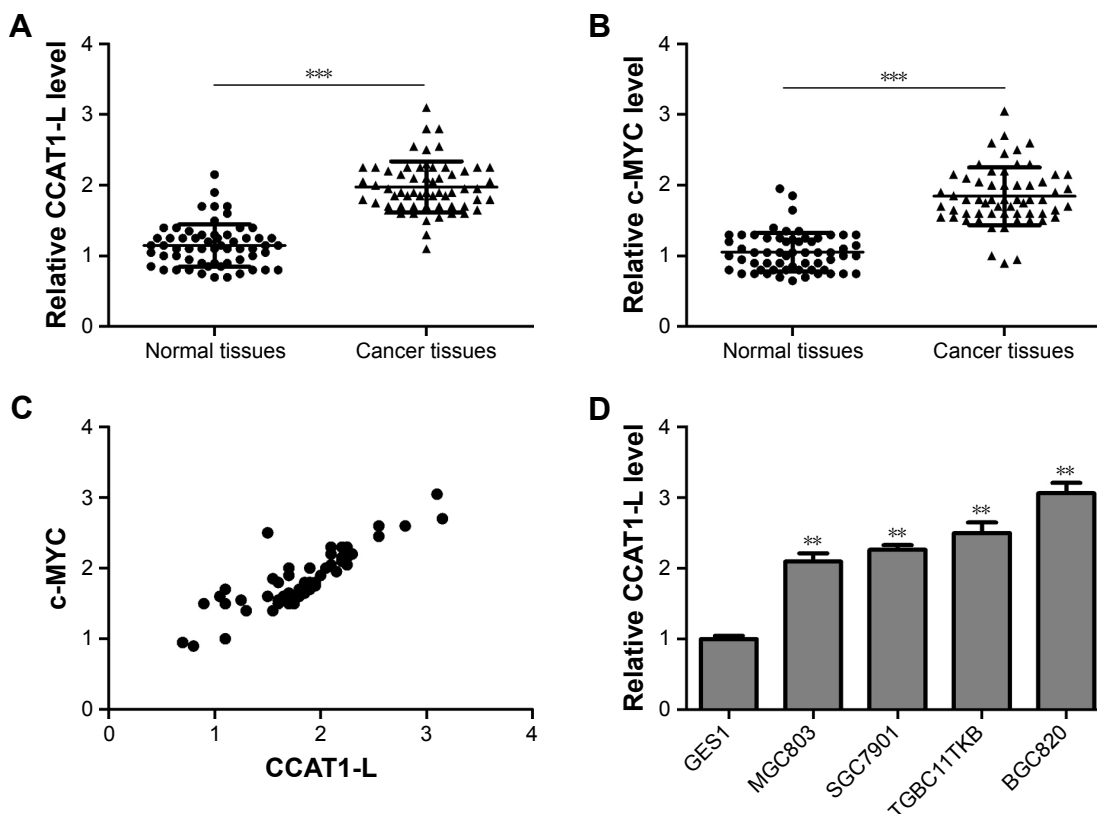 A
Relative CCAT1-L level
4
3
2
1
0
***
Normal tissues
Cancer tissues
B
Relative c-MYC level
4
3
2
1
0
***
Normal tissues
Cancer tissues
C
c-MYC
4
3
2
1
0
0
1
2
3
4
CCAT1-L
D
Relative CCAT1-L level
4
3
2
1
0
**
**
**
**
GES1
MGC803
SGC7901
TGBC11TKB
BGC820